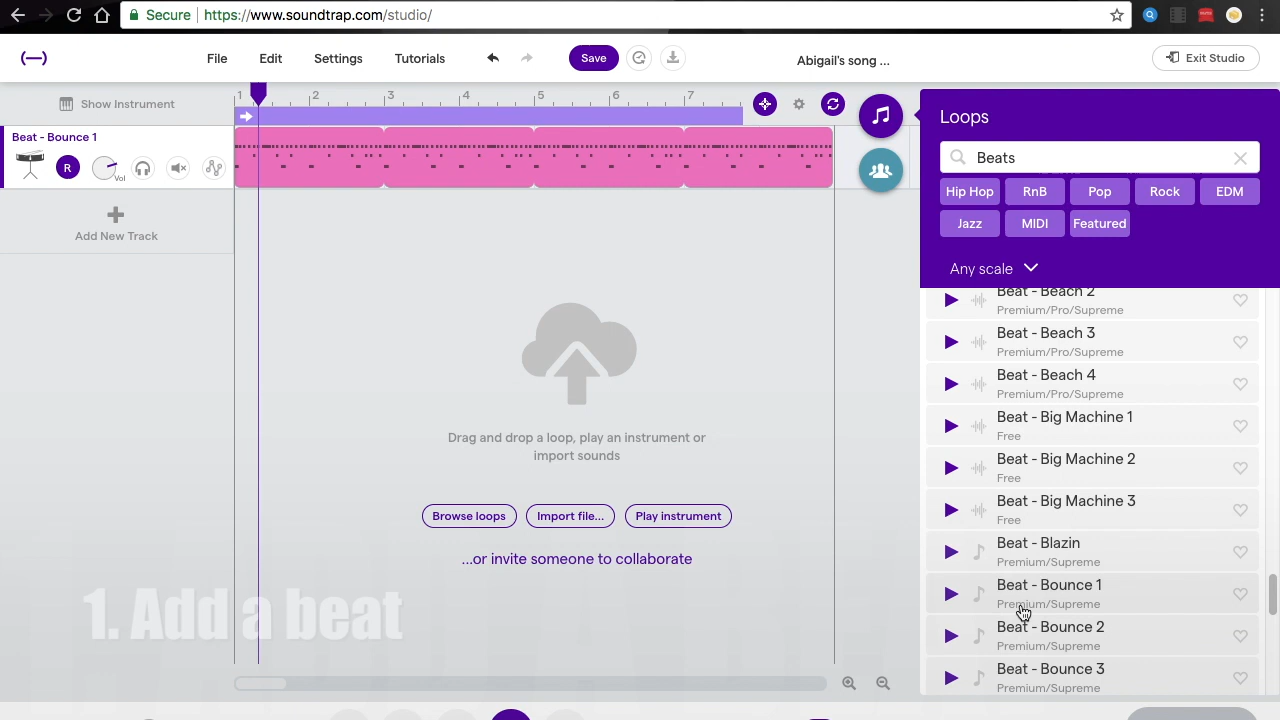 Secure https://www.soundtrap.com/studio/
File Edit Settings Tutorials Save Abigail's song ... Exit Studio
Show Instrument
1 2 3 4 5 6 7
Beat - Bounce 1
R Vol
Add New Track
Drag and drop a loop, play an instrument or
import sounds
Browse loops Import file... Play instrument
...or invite someone to collaborate
1. Add a beat
Loops
Beats
Hip Hop RnB Pop Rock EDM
Jazz MIDI Featured
Any scale
Beat - Beach 2
Premium/Pro/Supreme
Beat - Beach 3
Premium/Pro/Supreme
Beat - Beach 4
Premium/Pro/Supreme
Beat - Big Machine 1
Free
Beat - Big Machine 2
Free
Beat - Big Machine 3
Free
Beat - Blazin
Premium/Supreme
Beat - Bounce 1
Premium/Supreme
Beat - Bounce 2
Premium/Supreme
Beat - Bounce 3
Premium/Supreme